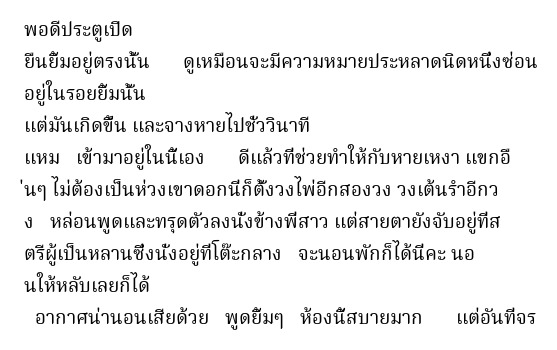 พอดีประตูเปิด
ยืนยิ้มอยู่ตรงนั้น ดูเหมือนจะมีความหมายประหลาดนิดหนึ่งซ่อน
อยู่ในรอยยิ้มนั้น
แต่มันเกิดขึ้น และจางหายไปชั่ววินาที
แหม เข้ามาอยู่ในนี้เอง ดีแล้วที่ช่วยทำให้กับหายเหงา แขกอื
่นๆ ไม่ต้องเป็นห่วงเขาดอกนี่ก็ตั้งวงไพ่อีกสองวง วงเต้นรำอีกว
ง หล่อนพูดและทรุดตัวลงนั่งข้างพี่สาว แต่สายตายังจับอยู่ที่ส
ตรีผู้เป็นหลานซึ่งนั่งอยู่ที่โต๊ะกลาง จะนอนพักก็ได้นี่คะ นอ
นให้หลับเลยก็ได้
อากาศน่านอนเสียด้วย พูดยิ้มๆ ห้องนี้สบายมาก แต่อันที่จร